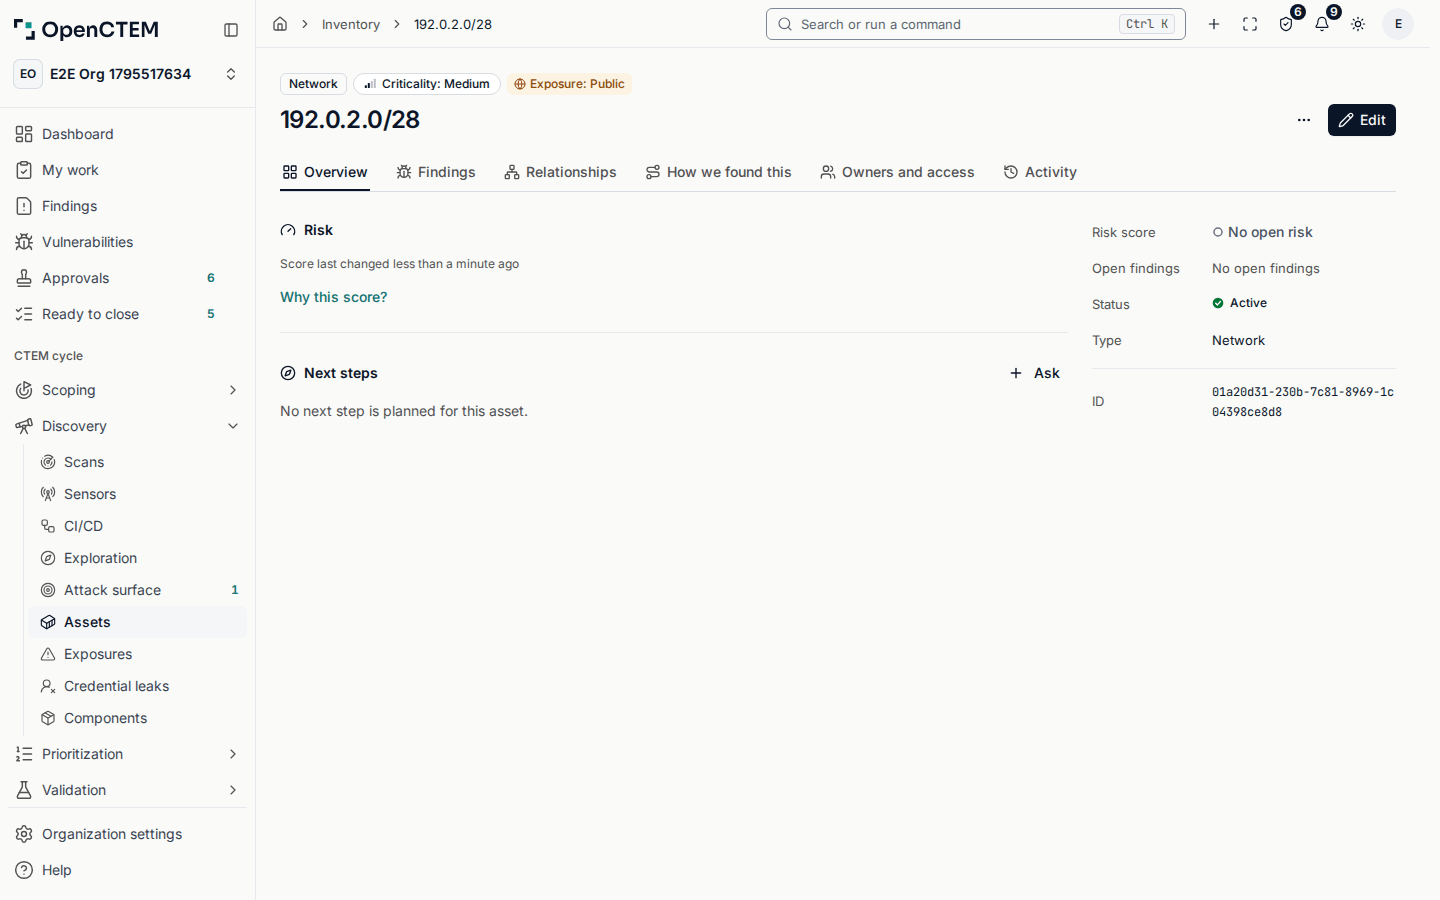 OpenCTEM
EO E2E Org 1795517634
Dashboard
My work
Findings
Vulnerabilities
Approvals 6
Ready to close 5
CTEM cycle
Scoping
Discovery
Scans
Sensors
CI/CD
Exploration
Attack surface 1
Assets
Exposures
Credential leaks
Components
Prioritization
Validation
Organization settings
Help
Inventory 192.0.2.0/28
Search or run a command Ctrl K
6 9 E
Network Criticality: Medium Exposure: Public
192.0.2.0/28
Edit
Overview Findings Relationships How we found this Owners and access Activity
Risk
Score last changed less than a minute ago
Why this score?
Next steps Ask
No next step is planned for this asset.
Risk score No open risk
Open findings No open findings
Status Active
Type Network
ID 01a20d31-230b-7c81-8969-1c
04398ce8d8